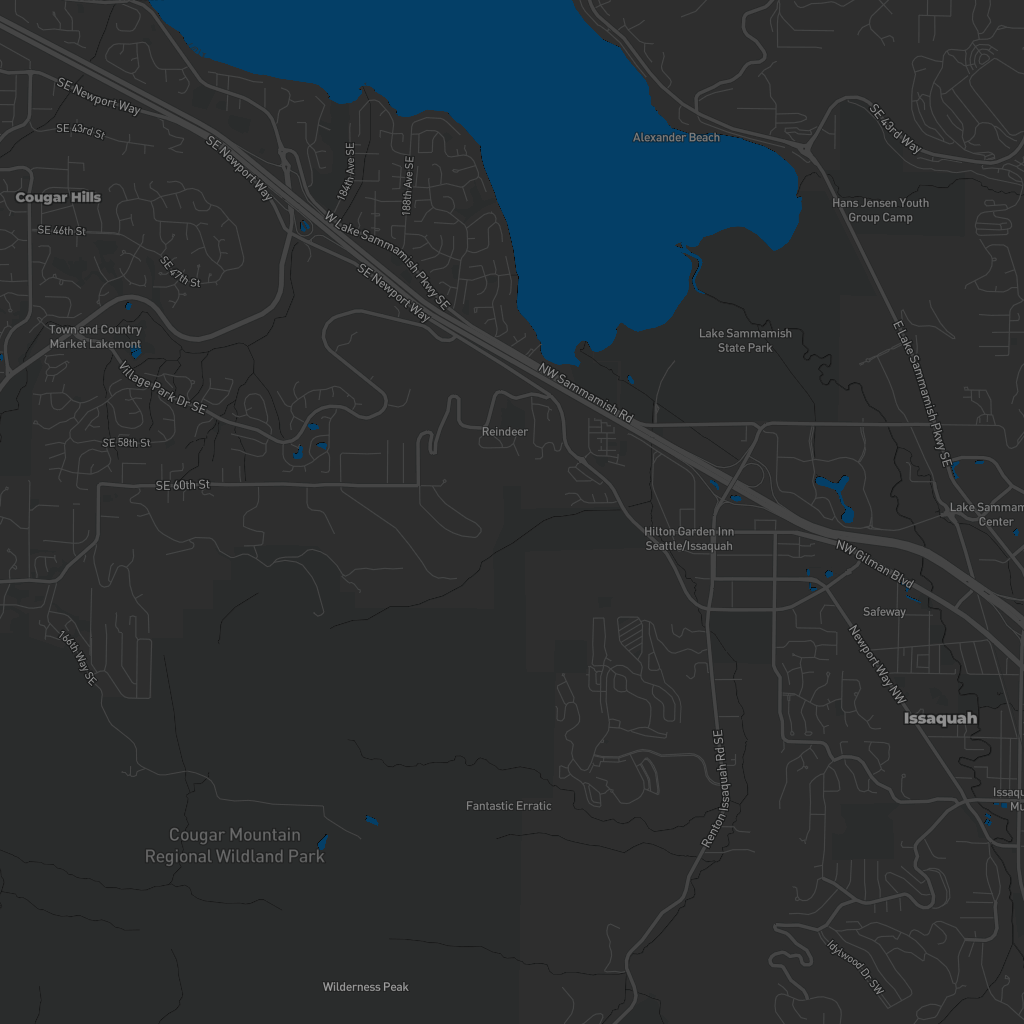 SE Newport Way
SE 43rd St
SE Newport Way
184th Ave SE
188th Ave SE
Alexander Beach
SE 43rd Way
Cougar Hills
Hans Jensen Youth
Group Camp
SE 46th St
W Lake Sammamish Pkwy SE
SE 47th St
SE Newport Way
Town and Country
Market Lakemont
Lake Sammamish
State Park
E Lake Sammamish Pkwy SE
Village Park Dr SE
NW Sammamish Rd
Reindeer
SE 58th St
SE 60th St
Lake Sammam
Center
Hilton Garden Inn
Seattle/Issaquah
NW Gilman Blvd
Safeway
166th Way SE
Newport Way NW
Issaquah
Renton Issaquah Rd SE
Issaqu
Mu
Fantastic Erratic
Cougar Mountain
Regional Wildland Park
Idylwood Dr SW
Wilderness Peak